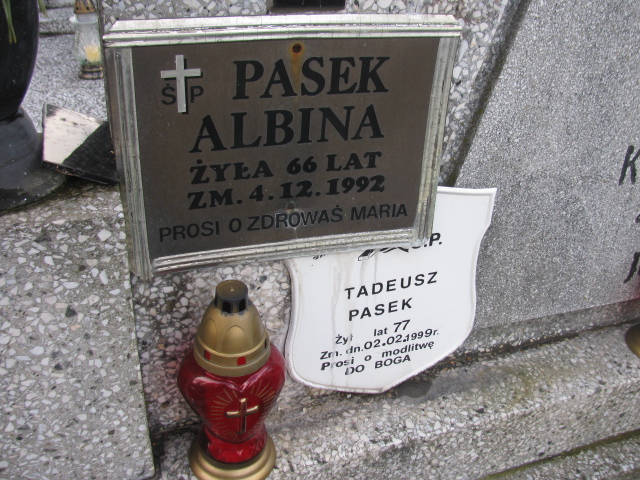 Ś P PASEK
ALBINA
ŻYŁA 66 LAT
ZM. 4.12.1992
PROSI O ZDROWAŚ MARIA
Ś.P.
TADEUSZ
PASEK
Żył lat 77
Zm. dn. 02.02.1999r.
Prosi o modlitwę
DO BOGA